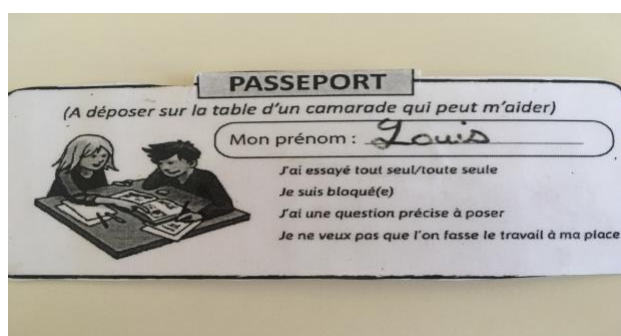 PASSEPORT
(A déposer sur la table d'un camarade qui peut m'aider)
Mon prénom : Louis
J'ai essayé tout seul/toute seule
Je suis bloqué(e)
J'ai une question précise à poser
Je ne veux pas que l'on fasse le travail à ma place